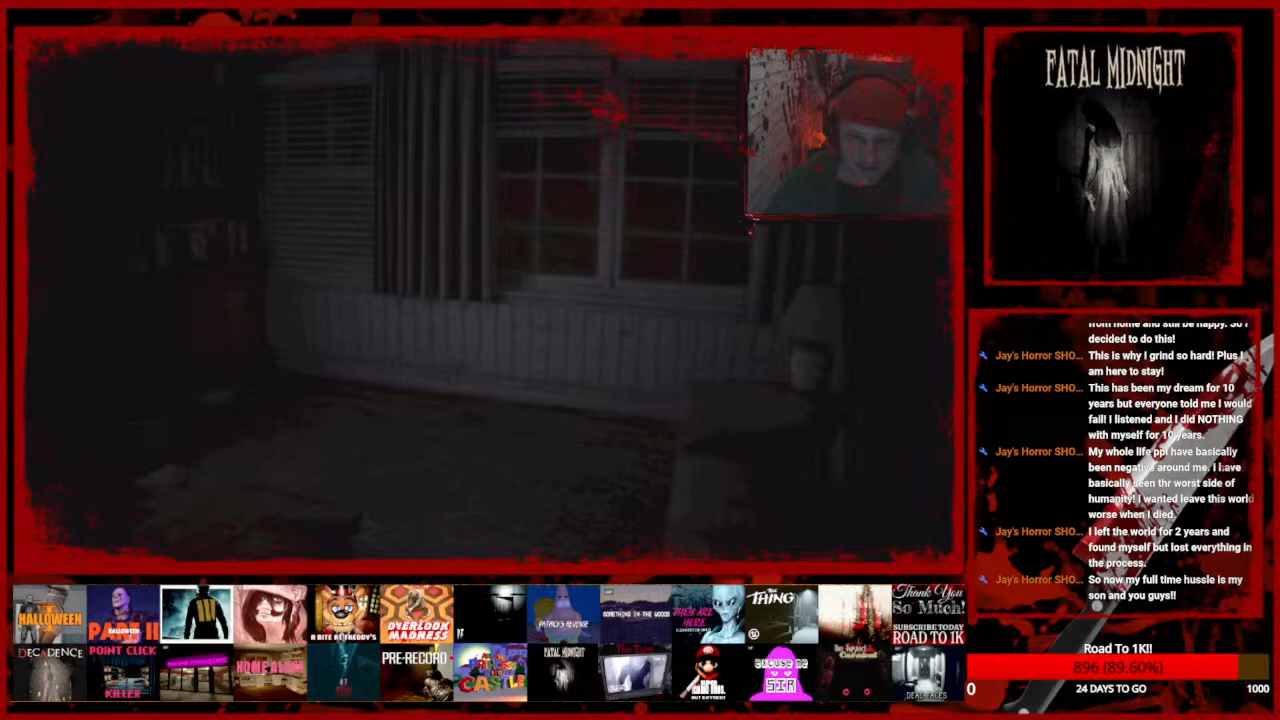 FATAL MIDNIGHT
from home and still be happy. So I
decided to do this!
Jay's Horror SHO... This is why I grind so hard! Plus I
am here to stay!
Jay's Horror SHO... This has been my dream for 10
years but everyone told me I would
fail! I listened and I did NOTHING
with myself for 10 years.
Jay's Horror SHO... My whole life ppl have basically
been negative around me. I have
basically seen thr worst side of
humanity! I wanted leave this world
worse when I died.
Jay's Horror SHO... I left the world for 2 years and
found myself but lost everything in
the process.
Jay's Horror SHO... So now my full time hussle is my
son and you guys!!
HALLOWEEN
HALLOWEEN
PART II
POINT CLICK
A BITE AT FREDDY'S
OVERLOOK
MADNESS
PATRICK'S REVENGE
SOMETHING IN THE WOODS
THEY ARE
HERE
THE
THING
Thank You
So Much!
SUBSCRIBE TODAY
ROAD TO 1K
DECADENCE
KILLER
HOME ALONE
PRE-RECORD
CASTLE
FATAL MIDNIGHT
BUT DIFFERENT
EXCUSE ME
SIR
DEAD FACES
Road To 1K!!
896 (89.60%)
0
24 DAYS TO GO
1000